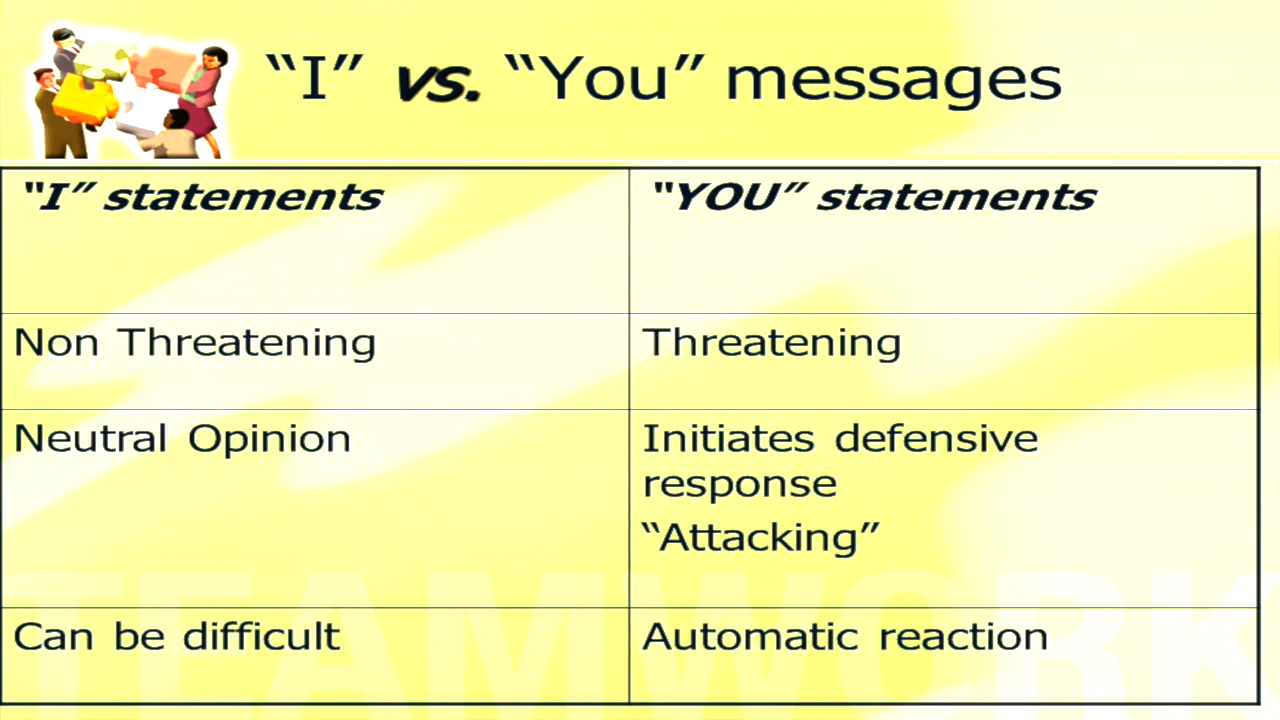 “I” vs. “You” messages
“I” statements
“YOU” statements
Non Threatening
Threatening
Neutral Opinion
Initiates defensive
response
“Attacking”
Can be difficult
Automatic reaction
TEAMWORK